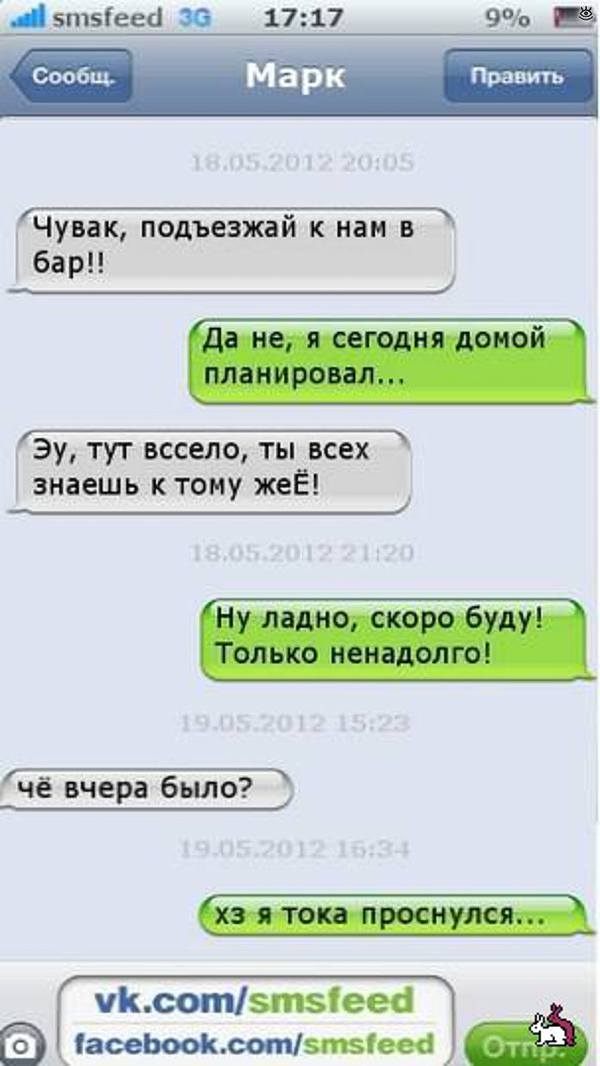 smsfeed 3G 17:17 9%
Сообщ. Марк Править
18.05.2012 20:05
Чувак, подъезжай к нам в
бар!!
Да не, я сегодня домой
планировал...
Эу, тут вссело, ты всех
знаешь к тому жеЁ!
18.05.2012 21:20
Ну ладно, скоро буду!
Только ненадолго!
19.05.2012 15:23
чё вчера было?
19.05.2012 16:34
хз я тока проснулся...
vk.com/smsfeed
facebook.com/smsfeed
Отпр.